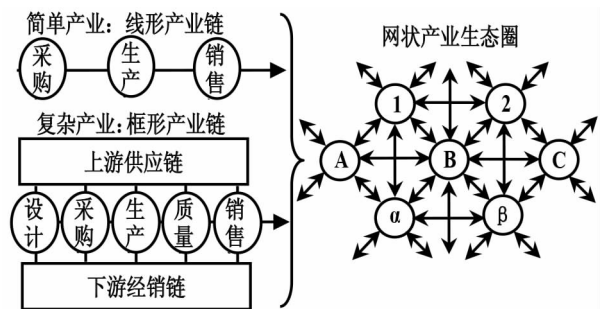 简单产业：线形产业链
采购
生产
销售
复杂产业：框形产业链
上游供应链
设计
采购
生产
质量
销售
下游经销链
网状产业生态圈
1
2
A
B
C
α
β